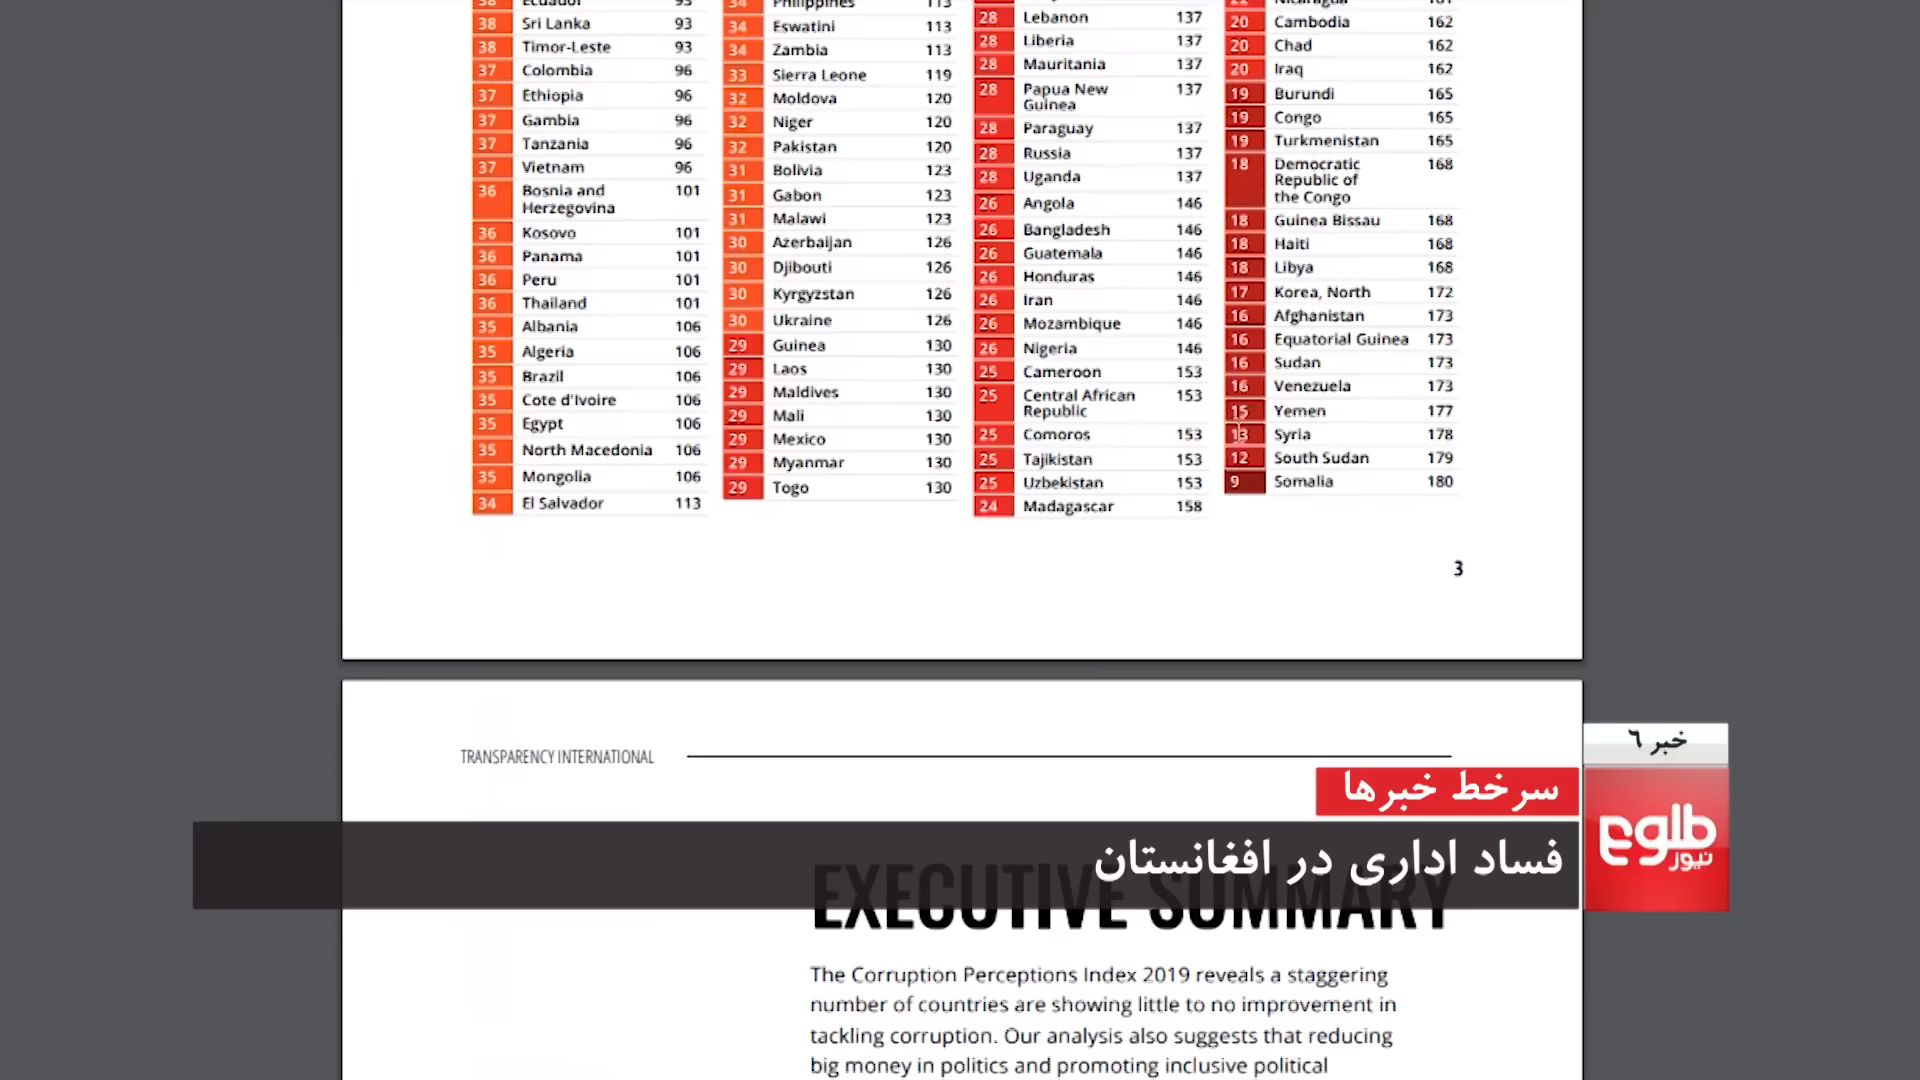 38 Ecuador 93
38 Sri Lanka 93
38 Timor-Leste 93
37 Colombia 96
37 Ethiopia 96
37 Gambia 96
37 Tanzania 96
37 Vietnam 96
36 Bosnia and 101
Herzegovina
36 Kosovo 101
36 Panama 101
36 Peru 101
36 Thailand 101
35 Albania 106
35 Algeria 106
35 Brazil 106
35 Cote d'Ivoire 106
35 Egypt 106
35 North Macedonia 106
35 Mongolia 106
34 El Salvador 113
34 Philippines 113
34 Eswatini 113
34 Zambia 113
33 Sierra Leone 119
32 Moldova 120
32 Niger 120
32 Pakistan 120
31 Bolivia 123
31 Gabon 123
31 Malawi 123
30 Azerbaijan 126
30 Djibouti 126
30 Kyrgyzstan 126
30 Ukraine 126
29 Guinea 130
29 Laos 130
29 Maldives 130
29 Mali 130
29 Mexico 130
29 Myanmar 130
29 Togo 130
28 Lebanon 137
28 Liberia 137
28 Mauritania 137
28 Papua New 137
Guinea
28 Paraguay 137
28 Russia 137
28 Uganda 137
26 Angola 146
26 Bangladesh 146
26 Guatemala 146
26 Honduras 146
26 Iran 146
26 Mozambique 146
26 Nigeria 146
25 Cameroon 153
25 Central African 153
Republic
25 Comoros 153
25 Tajikistan 153
25 Uzbekistan 153
24 Madagascar 158
22 Nicaragua 161
20 Cambodia 162
20 Chad 162
20 Iraq 162
19 Burundi 165
19 Congo 165
19 Turkmenistan 165
18 Democratic 168
Republic of
the Congo
18 Guinea Bissau 168
18 Haiti 168
18 Libya 168
17 Korea, North 172
16 Afghanistan 173
16 Equatorial Guinea 173
16 Sudan 173
16 Venezuela 173
15 Yemen 177
13 Syria 178
12 South Sudan 179
9 Somalia 180
3
TRANSPARENCY INTERNATIONAL
خبر ٦
سرخط خبرها
طلوع
نیوز
فساد اداری در افغانستان
EXECUTIVE SUMMARY
The Corruption Perceptions Index 2019 reveals a staggering
number of countries are showing little to no improvement in
tackling corruption. Our analysis also suggests that reducing
big money in politics and promoting inclusive political